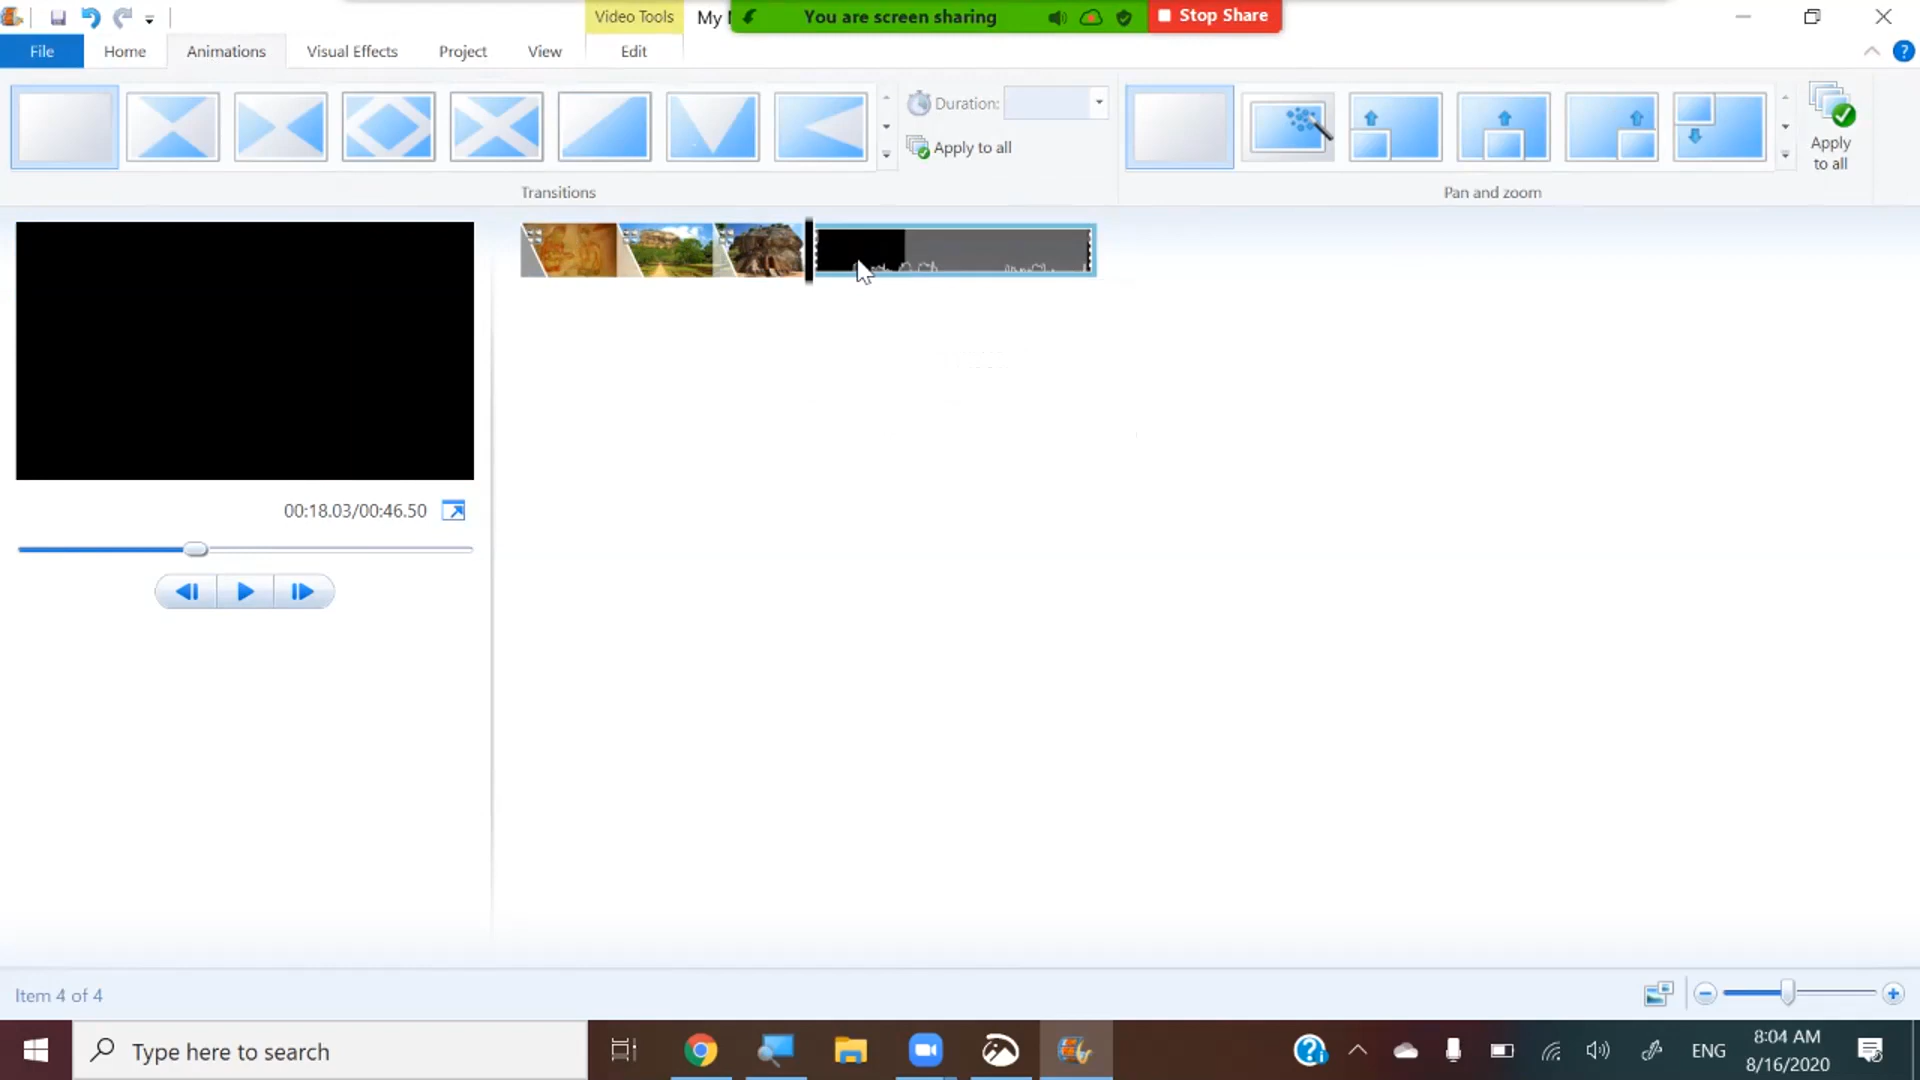 Video Tools
My
You are screen sharing
Stop Share
File
Home
Animations
Visual Effects
Project
View
Edit
Duration:
Apply to all
Apply
to all
Transitions
Pan and zoom
00:18.03/00:46.50
Item 4 of 4
Type here to search
ENG
8:04 AM
8/16/2020